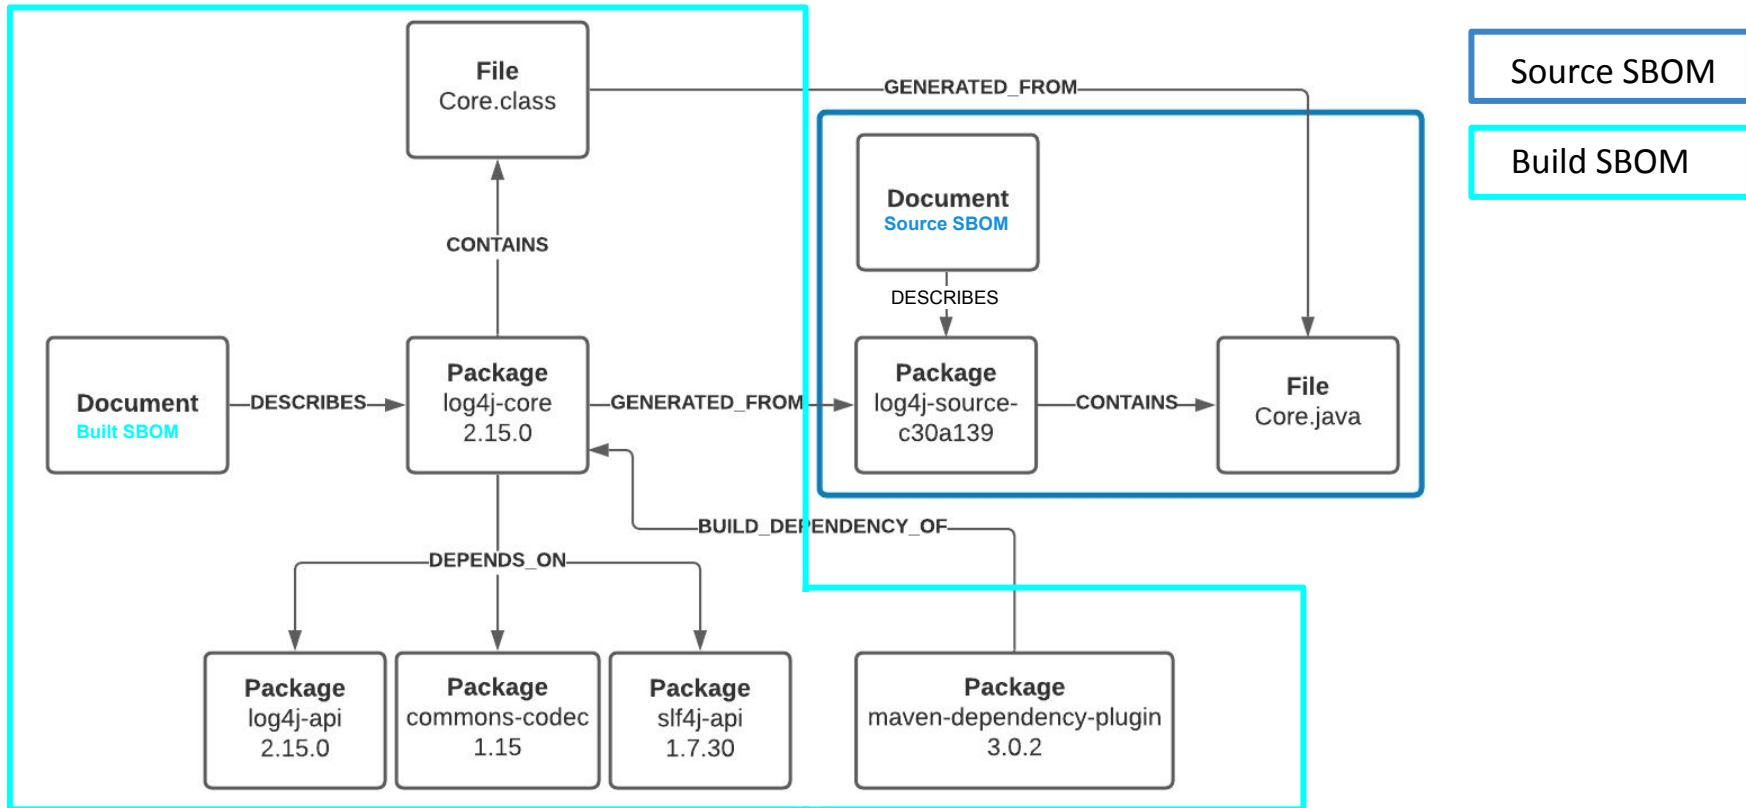 File
Core.class
GENERATED_FROM
Source SBOM
Build SBOM
Document
Source SBOM
CONTAINS
DESCRIBES
Document
Built SBOM
DESCRIBES
Package
log4j-core
2.15.0
GENERATED_FROM
Package
log4j-source-
c30a139
CONTAINS
File
Core.java
BUILD_DEPENDENCY_OF
DEPENDS_ON
Package
log4j-api
2.15.0
Package
commons-codec
1.15
Package
slf4j-api
1.7.30
Package
maven-dependency-plugin
3.0.2